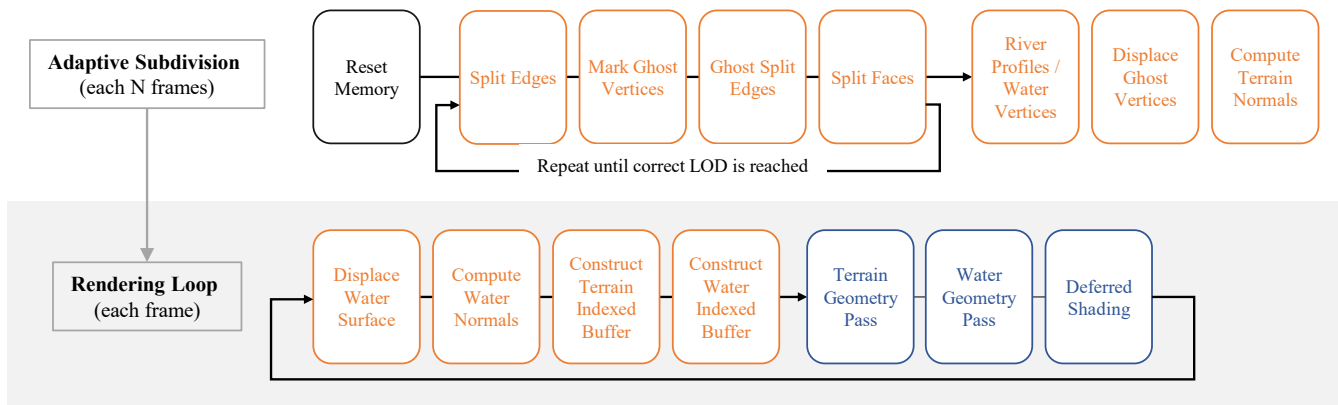 Adaptive Subdivision
(each N frames)
Reset
Memory
Split Edges
Mark Ghost
Vertices
Ghost Split
Edges
Split Faces
River
Profiles /
Water
Vertices
Displace
Ghost
Vertices
Compute
Terrain
Normals
Repeat until correct LOD is reached
Rendering Loop
(each frame)
Displace
Water
Surface
Compute
Water
Normals
Construct
Terrain
Indexed
Buffer
Construct
Water
Indexed
Buffer
Terrain
Geometry
Pass
Water
Geometry
Pass
Deferred
Shading